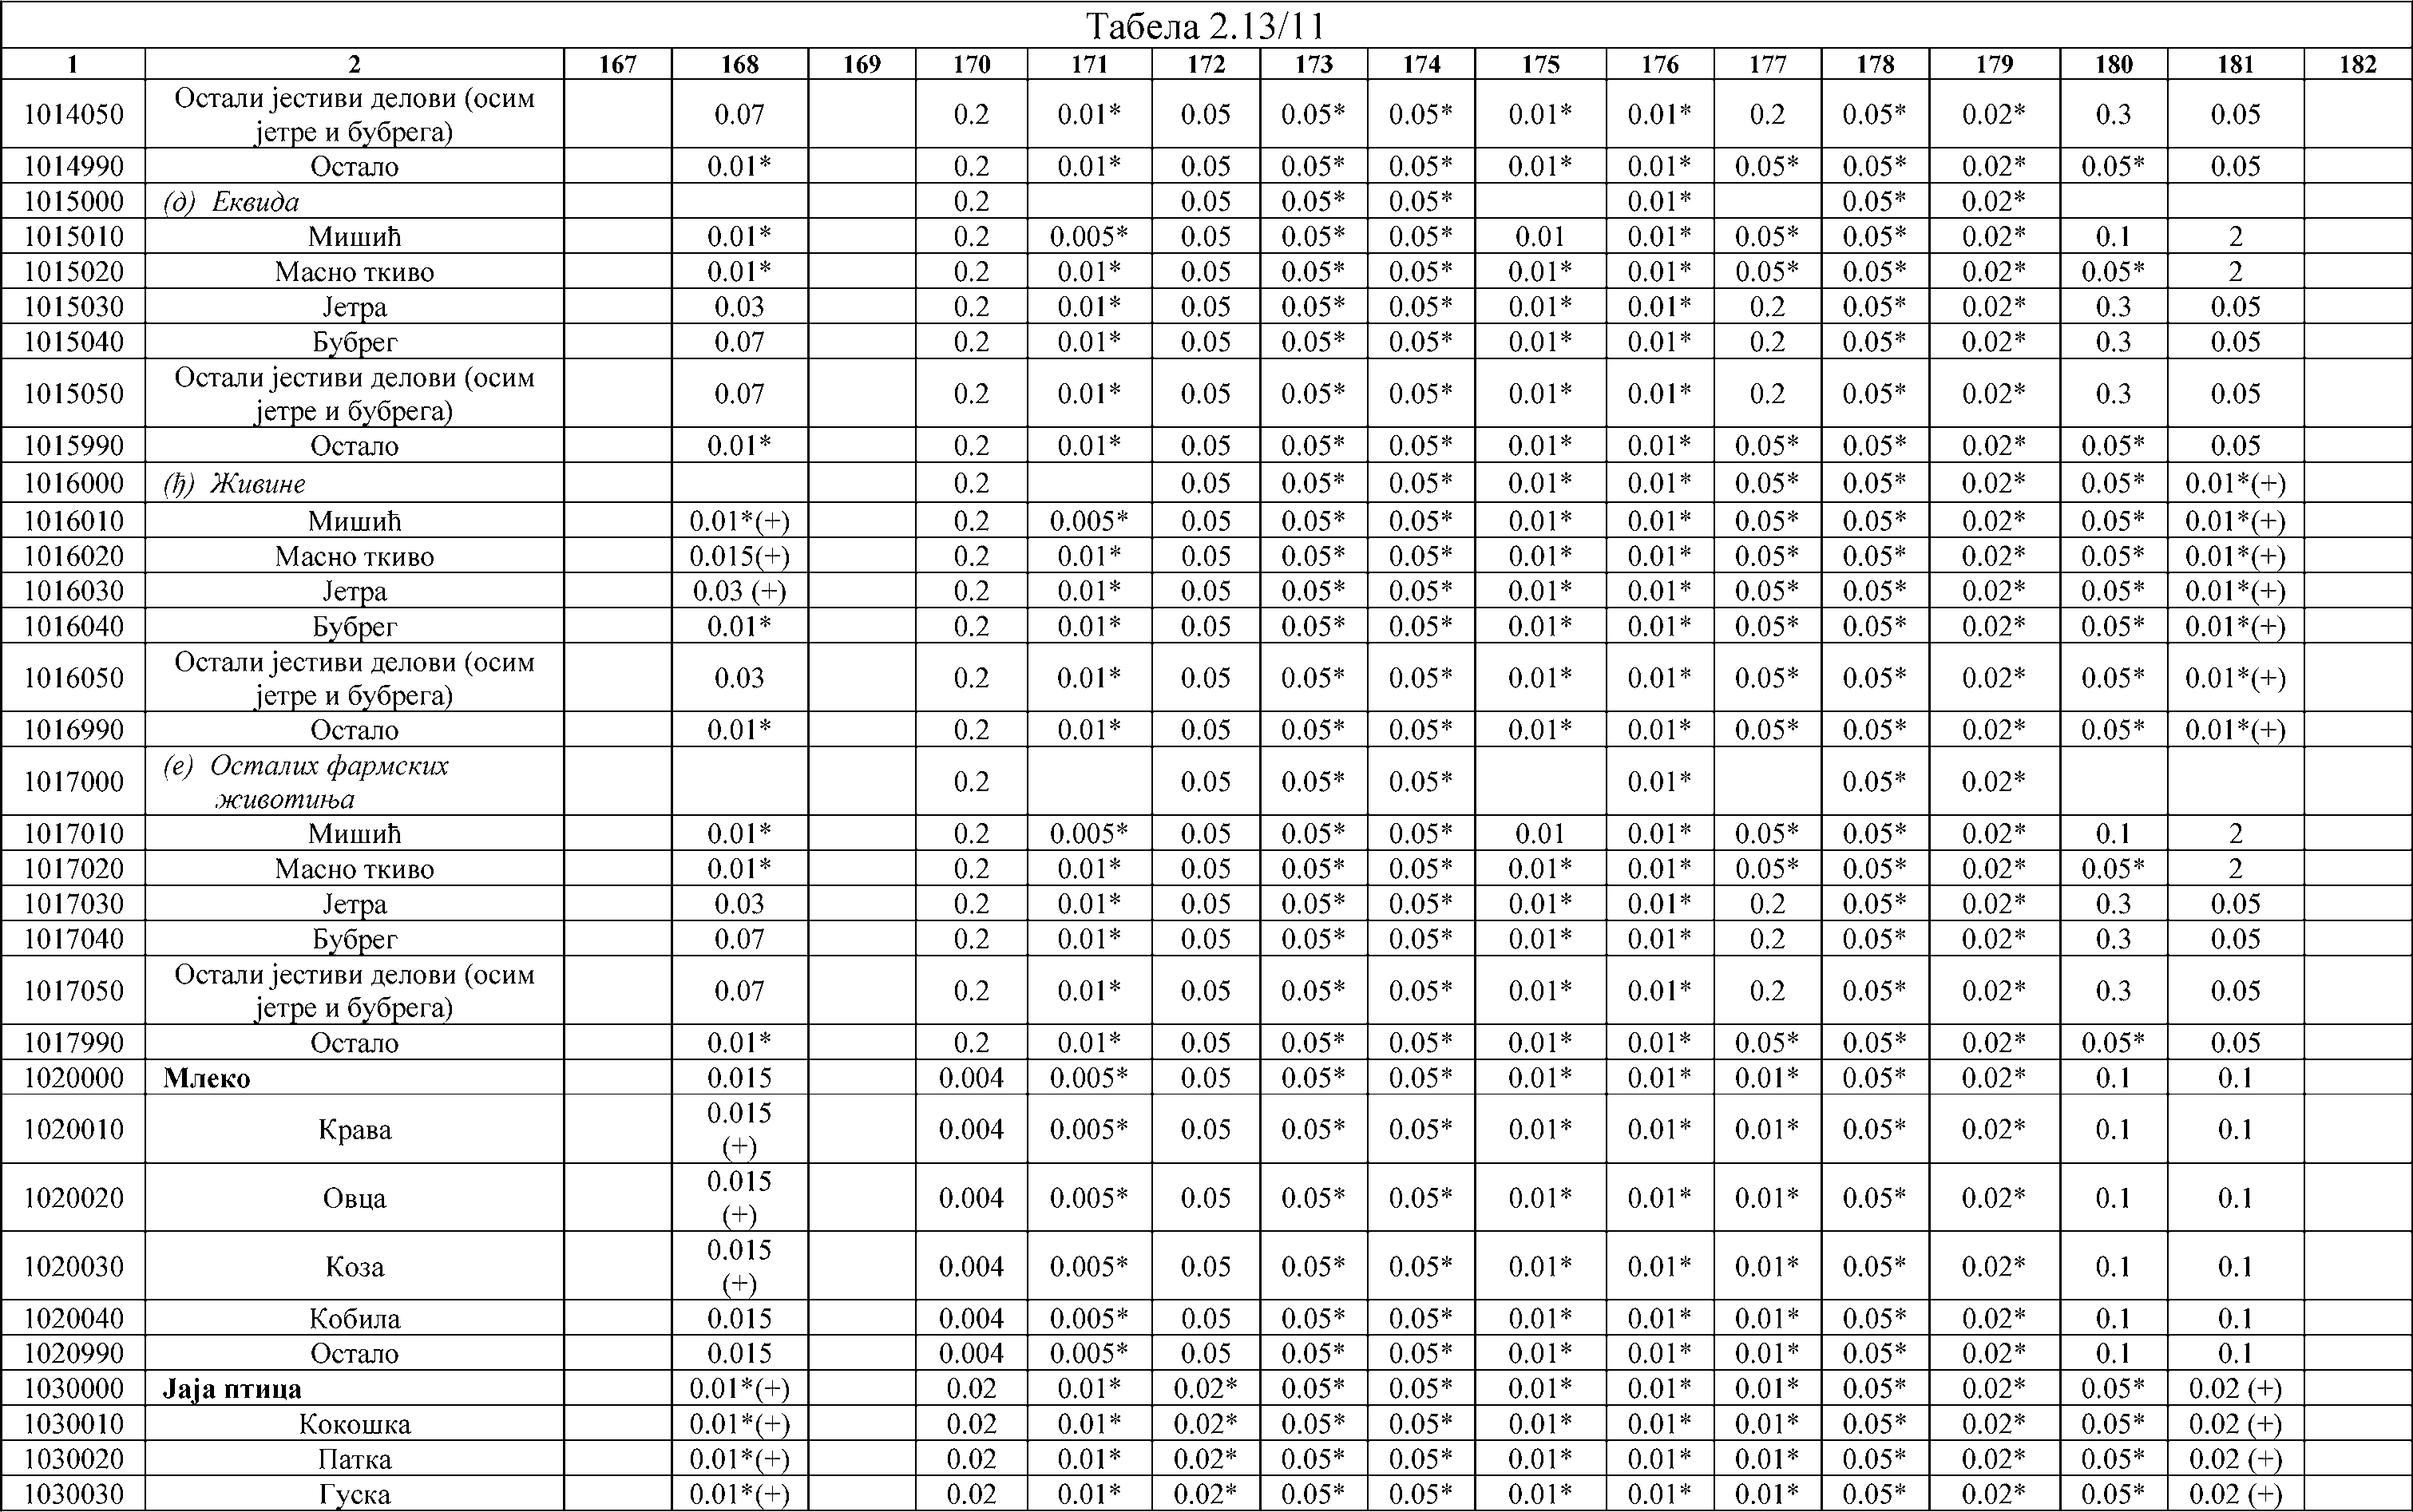 Табела 2.13/11
1 2 167 168 169 170 171 172 173 174 175 176 177 178 179 180 181 182
1014050 Остали јестиви делови (осим јетре и бубрега) 0.07 0.2 0.01* 0.05 0.05* 0.05* 0.01* 0.01* 0.2 0.05* 0.02* 0.3 0.05
1014990 Остало 0.01* 0.2 0.01* 0.05 0.05* 0.05* 0.01* 0.01* 0.05* 0.05* 0.02* 0.05* 0.05
1015000 (д) Еквида 0.2 0.05 0.05* 0.05* 0.01* 0.05* 0.02*
1015010 Мишић 0.01* 0.2 0.005* 0.05 0.05* 0.05* 0.01 0.01* 0.05* 0.05* 0.02* 0.1 2
1015020 Масно ткиво 0.01* 0.2 0.01* 0.05 0.05* 0.05* 0.01* 0.01* 0.05* 0.05* 0.02* 0.05* 2
1015030 Јетра 0.03 0.2 0.01* 0.05 0.05* 0.05* 0.01* 0.01* 0.2 0.05* 0.02* 0.3 0.05
1015040 Бубрег 0.07 0.2 0.01* 0.05 0.05* 0.05* 0.01* 0.01* 0.2 0.05* 0.02* 0.3 0.05
1015050 Остали јестиви делови (осим јетре и бубрега) 0.07 0.2 0.01* 0.05 0.05* 0.05* 0.01* 0.01* 0.2 0.05* 0.02* 0.3 0.05
1015990 Остало 0.01* 0.2 0.01* 0.05 0.05* 0.05* 0.01* 0.01* 0.05* 0.05* 0.02* 0.05* 0.05
1016000 (ђ) Живине 0.2 0.05 0.05* 0.05* 0.01* 0.01* 0.05* 0.05* 0.02* 0.05* 0.01*(+)
1016010 Мишић 0.01*(+) 0.2 0.005* 0.05 0.05* 0.05* 0.01* 0.01* 0.05* 0.05* 0.02* 0.05* 0.01*(+)
1016020 Масно ткиво 0.015(+) 0.2 0.01* 0.05 0.05* 0.05* 0.01* 0.01* 0.05* 0.05* 0.02* 0.05* 0.01*(+)
1016030 Јетра 0.03 (+) 0.2 0.01* 0.05 0.05* 0.05* 0.01* 0.01* 0.05* 0.05* 0.02* 0.05* 0.01*(+)
1016040 Бубрег 0.01* 0.2 0.01* 0.05 0.05* 0.05* 0.01* 0.01* 0.05* 0.05* 0.02* 0.05* 0.01*(+)
1016050 Остали јестиви делови (осим јетре и бубрега) 0.03 0.2 0.01* 0.05 0.05* 0.05* 0.01* 0.01* 0.05* 0.05* 0.02* 0.05* 0.01*(+)
1016990 Остало 0.01* 0.2 0.01* 0.05 0.05* 0.05* 0.01* 0.01* 0.05* 0.05* 0.02* 0.05* 0.01*(+)
1017000 (е) Осталих фармских животиња 0.2 0.05 0.05* 0.05* 0.01* 0.05* 0.02*
1017010 Мишић 0.01* 0.2 0.005* 0.05 0.05* 0.05* 0.01 0.01* 0.05* 0.05* 0.02* 0.1 2
1017020 Масно ткиво 0.01* 0.2 0.01* 0.05 0.05* 0.05* 0.01* 0.01* 0.05* 0.05* 0.02* 0.05* 2
1017030 Јетра 0.03 0.2 0.01* 0.05 0.05* 0.05* 0.01* 0.01* 0.2 0.05* 0.02* 0.3 0.05
1017040 Бубрег 0.07 0.2 0.01* 0.05 0.05* 0.05* 0.01* 0.01* 0.2 0.05* 0.02* 0.3 0.05
1017050 Остали јестиви делови (осим јетре и бубрега) 0.07 0.2 0.01* 0.05 0.05* 0.05* 0.01* 0.01* 0.2 0.05* 0.02* 0.3 0.05
1017990 Остало 0.01* 0.2 0.01* 0.05 0.05* 0.05* 0.01* 0.01* 0.05* 0.05* 0.02* 0.05* 0.05
1020000 Млеко 0.015 0.004 0.005* 0.05 0.05* 0.05* 0.01* 0.01* 0.01* 0.05* 0.02* 0.1 0.1
1020010 Крава 0.015 (+) 0.004 0.005* 0.05 0.05* 0.05* 0.01* 0.01* 0.01* 0.05* 0.02* 0.1 0.1
1020020 Овца 0.015 (+) 0.004 0.005* 0.05 0.05* 0.05* 0.01* 0.01* 0.01* 0.05* 0.02* 0.1 0.1
1020030 Коза 0.015 (+) 0.004 0.005* 0.05 0.05* 0.05* 0.01* 0.01* 0.01* 0.05* 0.02* 0.1 0.1
1020040 Кобила 0.015 0.004 0.005* 0.05 0.05* 0.05* 0.01* 0.01* 0.01* 0.05* 0.02* 0.1 0.1
1020990 Остало 0.015 0.004 0.005* 0.05 0.05* 0.05* 0.01* 0.01* 0.01* 0.05* 0.02* 0.1 0.1
1030000 Јаја птица 0.01*(+) 0.02 0.01* 0.02* 0.05* 0.05* 0.01* 0.01* 0.01* 0.05* 0.02* 0.05* 0.02 (+)
1030010 Кокошка 0.01*(+) 0.02 0.01* 0.02* 0.05* 0.05* 0.01* 0.01* 0.01* 0.05* 0.02* 0.05* 0.02 (+)
1030020 Патка 0.01*(+) 0.02 0.01* 0.02* 0.05* 0.05* 0.01* 0.01* 0.01* 0.05* 0.02* 0.05* 0.02 (+)
1030030 Гуска 0.01*(+) 0.02 0.01* 0.02* 0.05* 0.05* 0.01* 0.01* 0.01* 0.05* 0.02* 0.05* 0.02 (+)